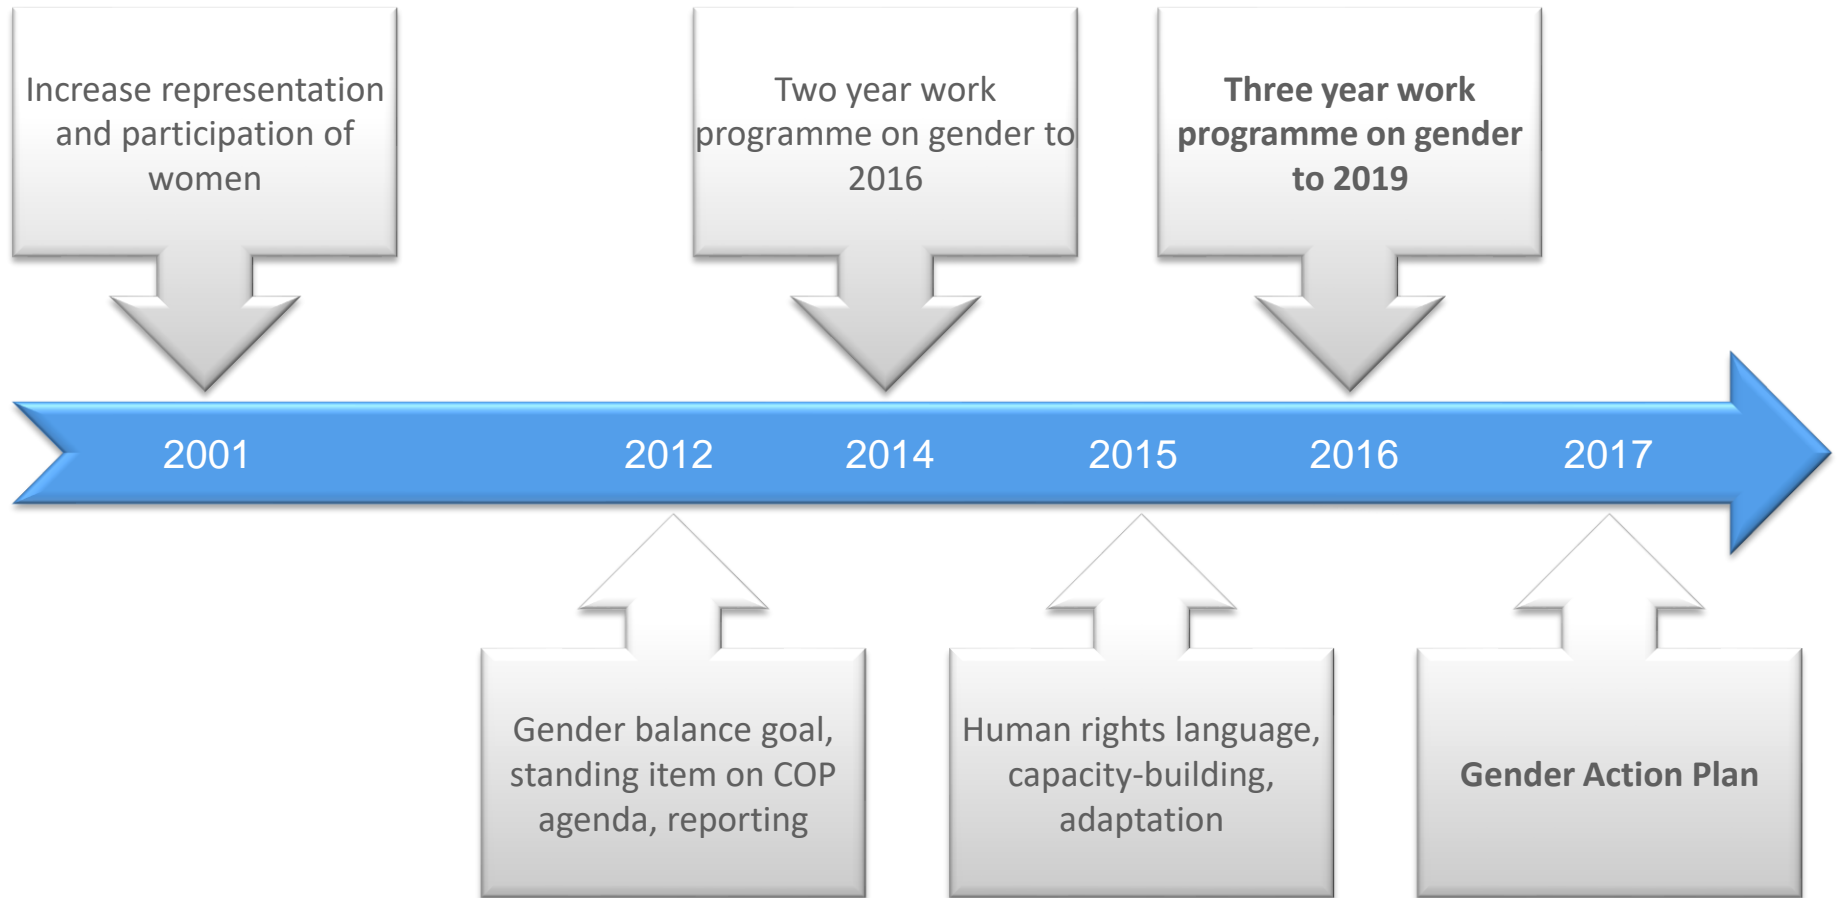 Increase representation
and participation of
women
Two year work
programme on gender to
2016
Three year work
programme on gender
to 2019
2001
2012
2014
2015
2016
2017
Gender balance goal,
standing item on COP
agenda, reporting
Human rights language,
capacity-building,
adaptation
Gender Action Plan